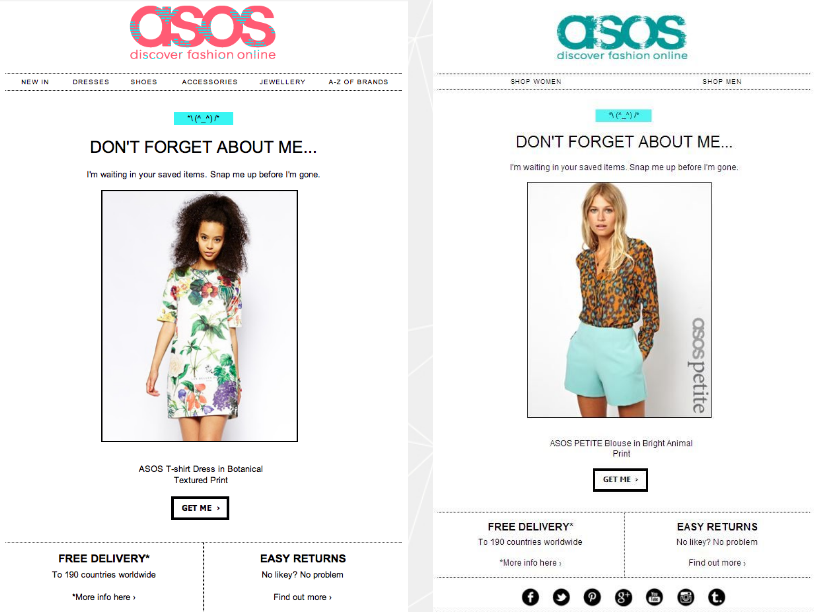 asos
discover fashion online
NEW IN DRESSES SHOES ACCESSORIES JEWELLERY A-Z OF BRANDS
*\ (^_^) /*
DON'T FORGET ABOUT ME...
I'm waiting in your saved items. Snap me up before I'm gone.
ASOS T-shirt Dress in Botanical
Textured Print
GET ME ›
FREE DELIVERY*
To 190 countries worldwide
*More info here ›
EASY RETURNS
No likey? No problem
Find out more ›
asos
discover fashion online
SHOP WOMEN SHOP MEN
*\ (^_^) /*
DON'T FORGET ABOUT ME...
I'm waiting in your saved items. Snap me up before I'm gone.
asos petite
ASOS PETITE Blouse in Bright Animal
Print
GET ME ›
FREE DELIVERY*
To 190 countries worldwide
*More info here ›
EASY RETURNS
No likey? No problem
Find out more ›
f P g+ You Tube t.